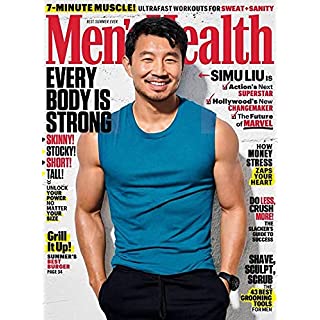 7-MINUTE MUSCLE! ULTRAFAST WORKOUTS FOR SWEAT+SANITY
BEST SUMMER EVER
Men's Health
EVERY
BODY IS
STRONG
SKINNY!
STOCKY!
SHORT!
TALL!
UNLOCK
YOUR POWER
NO MATTER
YOUR SIZE
Grill
It Up!
SUMMER'S
BEST
BURGER
PAGE 34
SIMU LIU IS
Action's Next
SUPERSTAR
Hollywood's New
CHANGEMAKER
The Future
of MARVEL
HOW
MONEY
STRESS
ZAPS YOUR
HEART
DO LESS,
CRUSH
MORE!
THE
SLACKER'S
GUIDE TO
SUCCESS
SHAVE,
SCULPT,
SCRUB
THE
43 BEST
GROOMING
TOOLS
FOR MEN